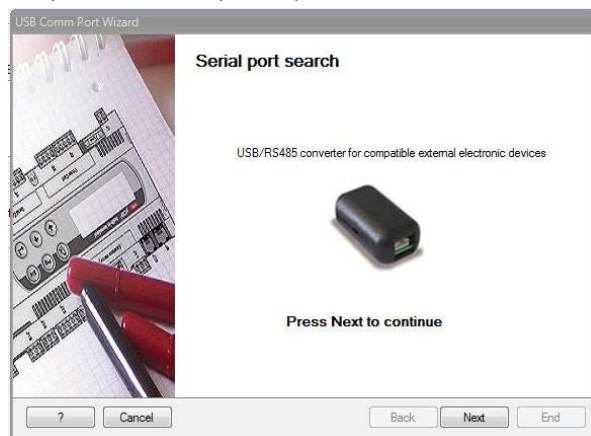 USB Comm Port Wizard
Serial port search
USB/RS485 converter for compatible external electronic devices
Press Next to continue
?
Cancel
Back
Next
End